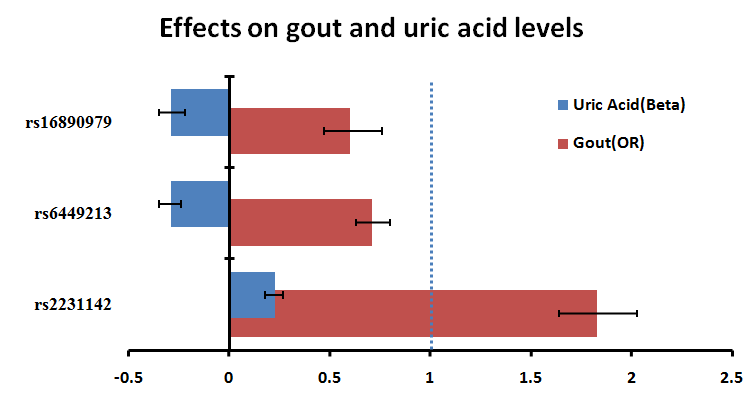 Effects on gout and uric acid levels
Uric Acid(Beta)
Gout(OR)
rs16890979
rs6449213
rs2231142
-0.5 0 0.5 1 1.5 2 2.5